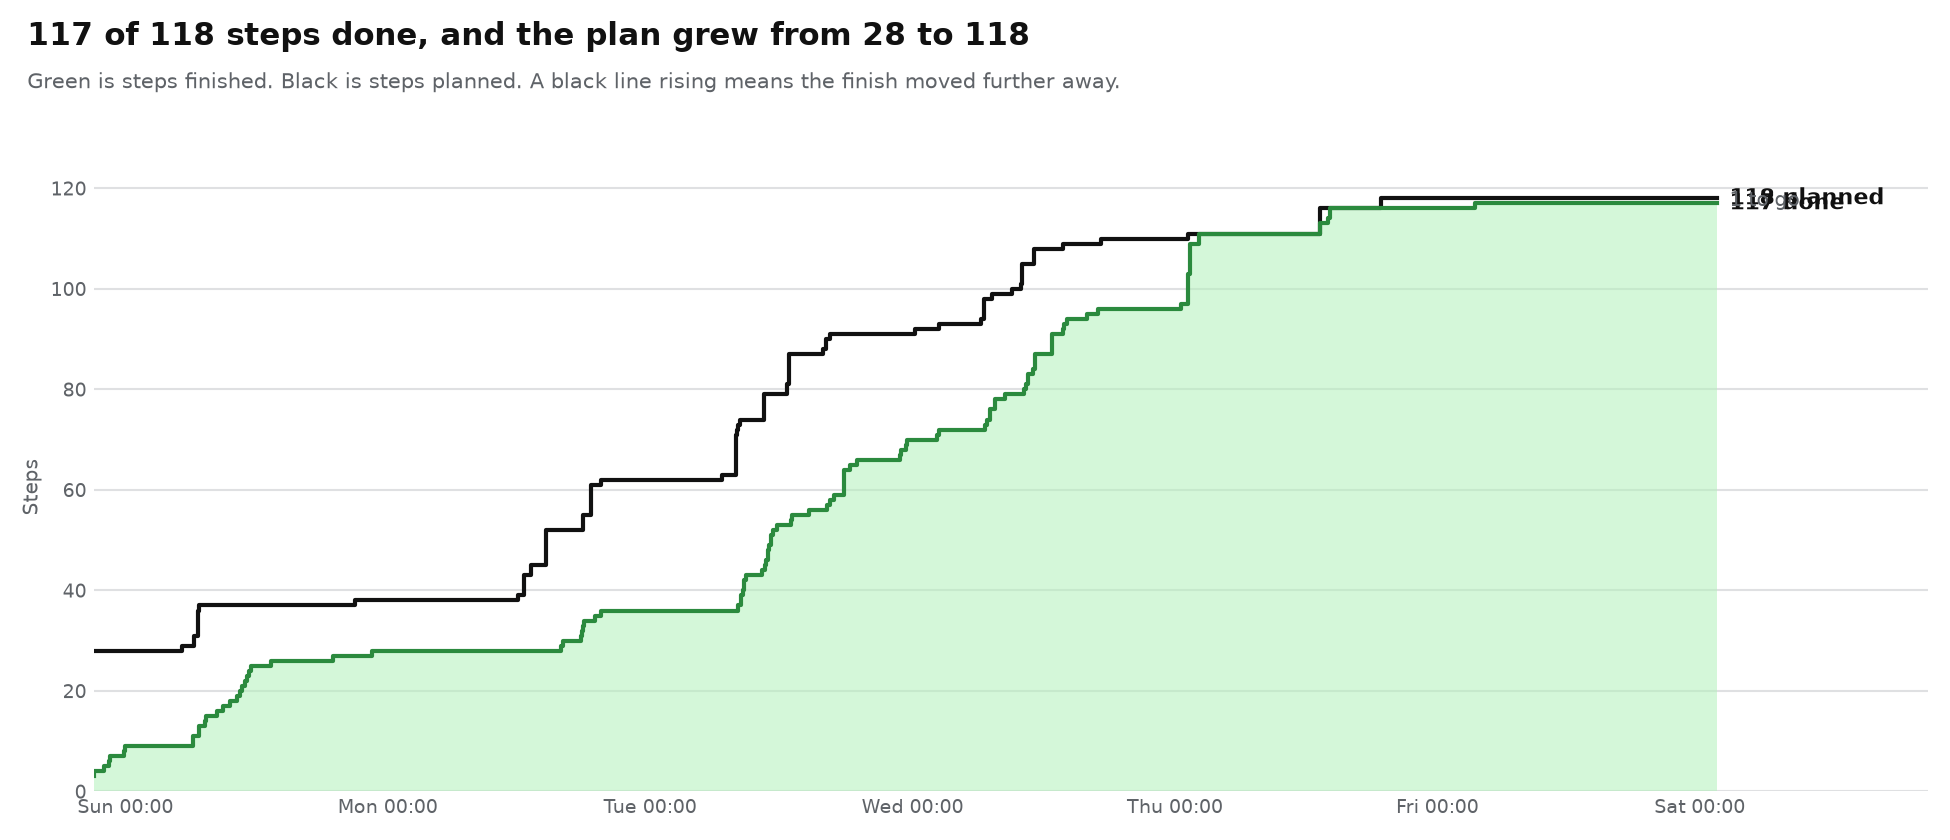 117 of 118 steps done, and the plan grew from 28 to 118
Green is steps finished. Black is steps planned. A black line rising means the finish moved further away.
120
118 planned
117 done
100
80
60
40
20
0
Steps
Sun 00:00
Mon 00:00
Tue 00:00
Wed 00:00
Thu 00:00
Fri 00:00
Sat 00:00